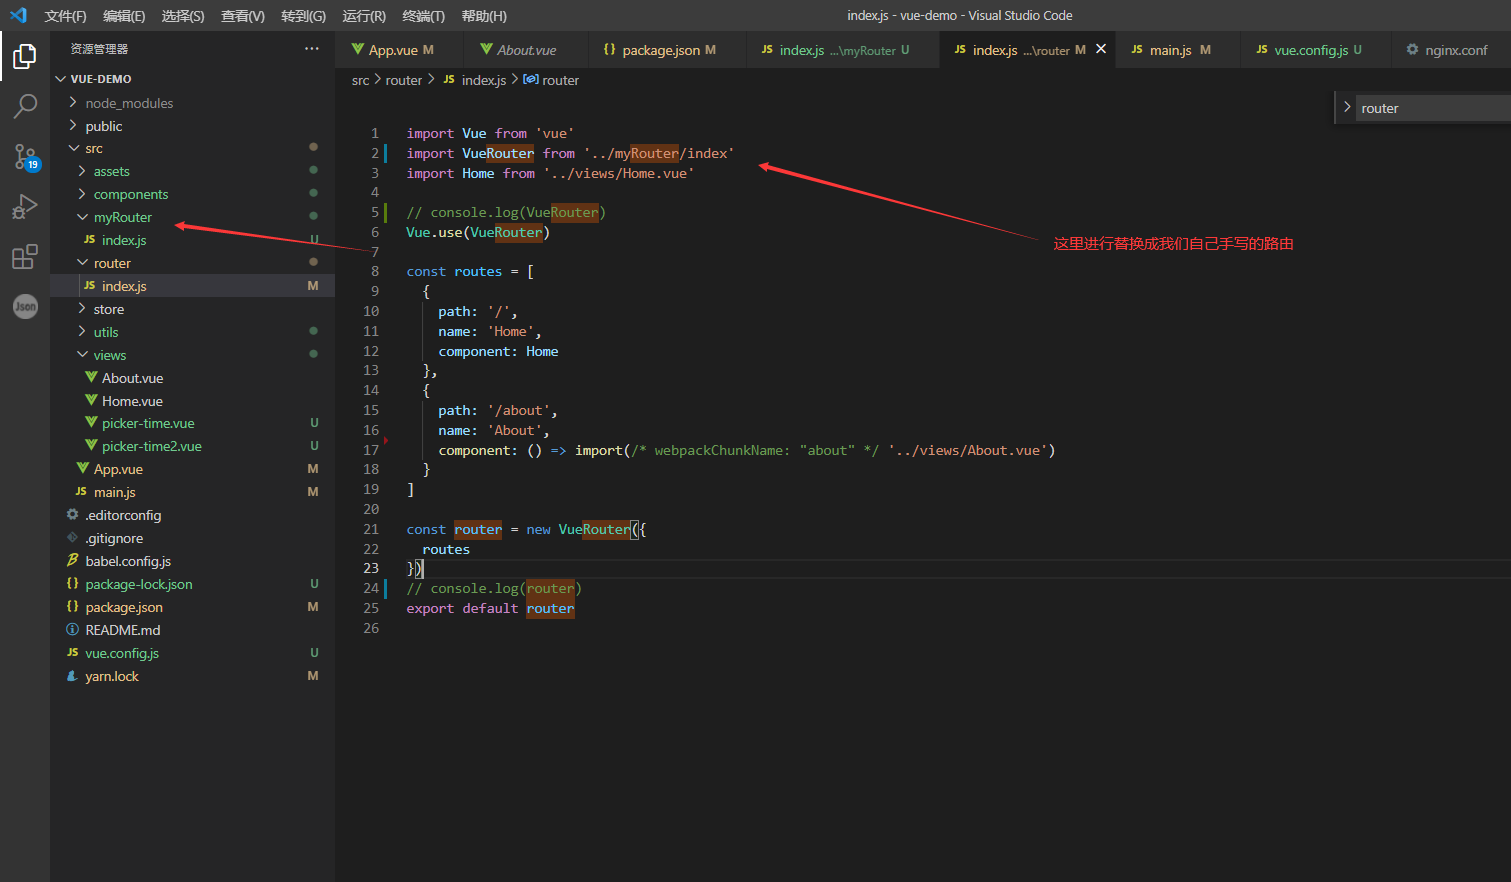 文件(F) 编辑(E) 选择(S) 查看(V) 转到(G) 运行(R) 终端(T) 帮助(H) index.js - vue-demo - Visual Studio Code
资源管理器 ...
App.vue M About.vue {} package.json M JS index.js ...\myRouter U JS index.js ...\router M JS main.js M JS vue.config.js U nginx.conf
src > router > JS index.js > router
router
19
Json
VUE-DEMO
node_modules
public
src
assets
components
myRouter
JS index.js U
router
JS index.js M
store
utils
views
About.vue
Home.vue
picker-time.vue U
picker-time2.vue U
App.vue M
JS main.js M
.editorconfig
.gitignore
babel.config.js
{} package-lock.json U
{} package.json M
README.md
JS vue.config.js U
yarn.lock M
1 import Vue from 'vue'
2 import VueRouter from '../myRouter/index'
3 import Home from '../views/Home.vue'
4
5 // console.log(VueRouter)
6 Vue.use(VueRouter)
7
8 const routes = [
9 {
10 path: '/',
11 name: 'Home',
12 component: Home
13 },
14 {
15 path: '/about',
16 name: 'About',
17 component: () => import(/* webpackChunkName: "about" */ '../views/About.vue')
18 }
19 ]
20
21 const router = new VueRouter({
22 routes
23 })
24 // console.log(router)
25 export default router
26
这里进行替换成我们自己手写的路由